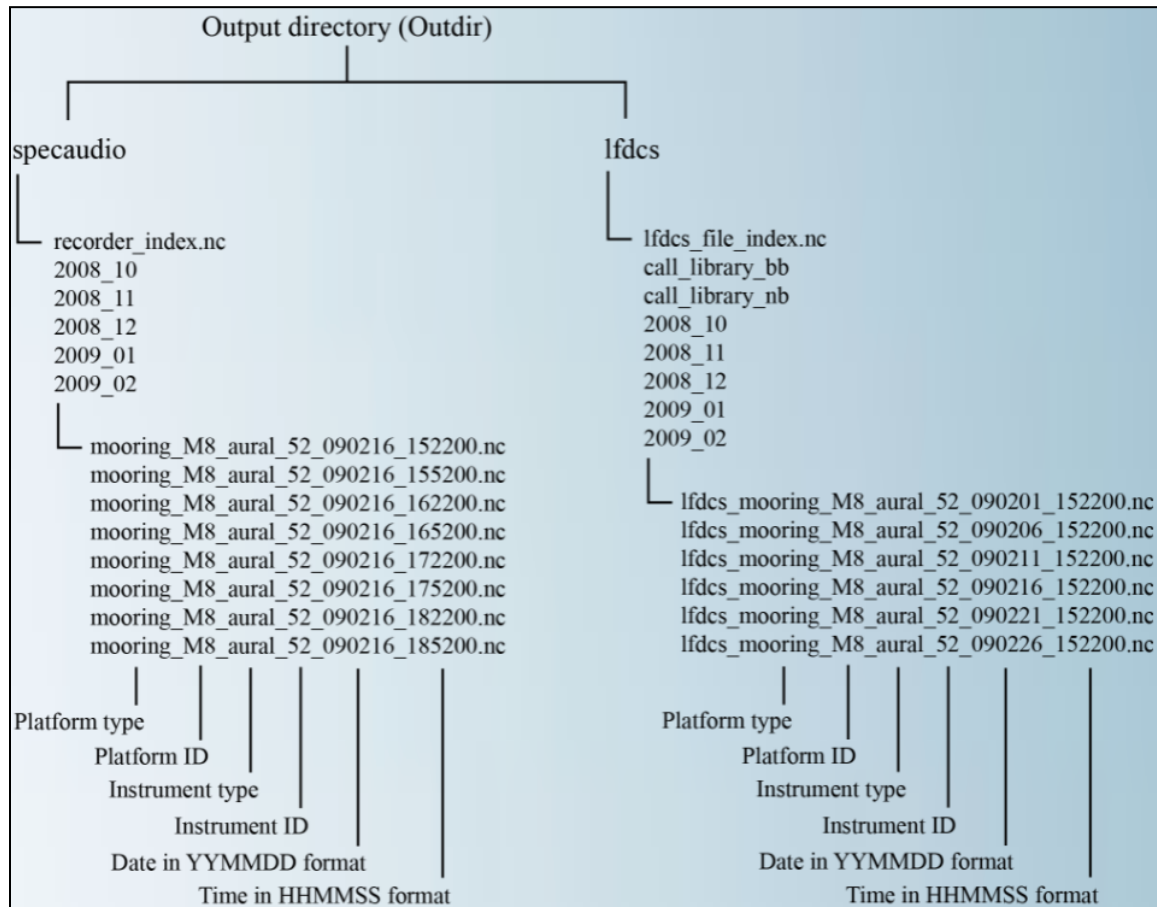 Output directory (Outdir)
specaudio
recorder_index.nc
2008_10
2008_11
2008_12
2009_01
2009_02
mooring_M8_aural_52_090216_152200.nc
mooring_M8_aural_52_090216_155200.nc
mooring_M8_aural_52_090216_162200.nc
mooring_M8_aural_52_090216_165200.nc
mooring_M8_aural_52_090216_172200.nc
mooring_M8_aural_52_090216_175200.nc
mooring_M8_aural_52_090216_182200.nc
mooring_M8_aural_52_090216_185200.nc
Platform type
Platform ID
Instrument type
Instrument ID
Date in YYMMDD format
Time in HHMMSS format
lfdcs
lfdcs_file_index.nc
call_library_bb
call_library_nb
2008_10
2008_11
2008_12
2009_01
2009_02
lfdcs_mooring_M8_aural_52_090201_152200.nc
lfdcs_mooring_M8_aural_52_090206_152200.nc
lfdcs_mooring_M8_aural_52_090211_152200.nc
lfdcs_mooring_M8_aural_52_090216_152200.nc
lfdcs_mooring_M8_aural_52_090221_152200.nc
lfdcs_mooring_M8_aural_52_090226_152200.nc
Platform type
Platform ID
Instrument type
Instrument ID
Date in YYMMDD format
Time in HHMMSS format